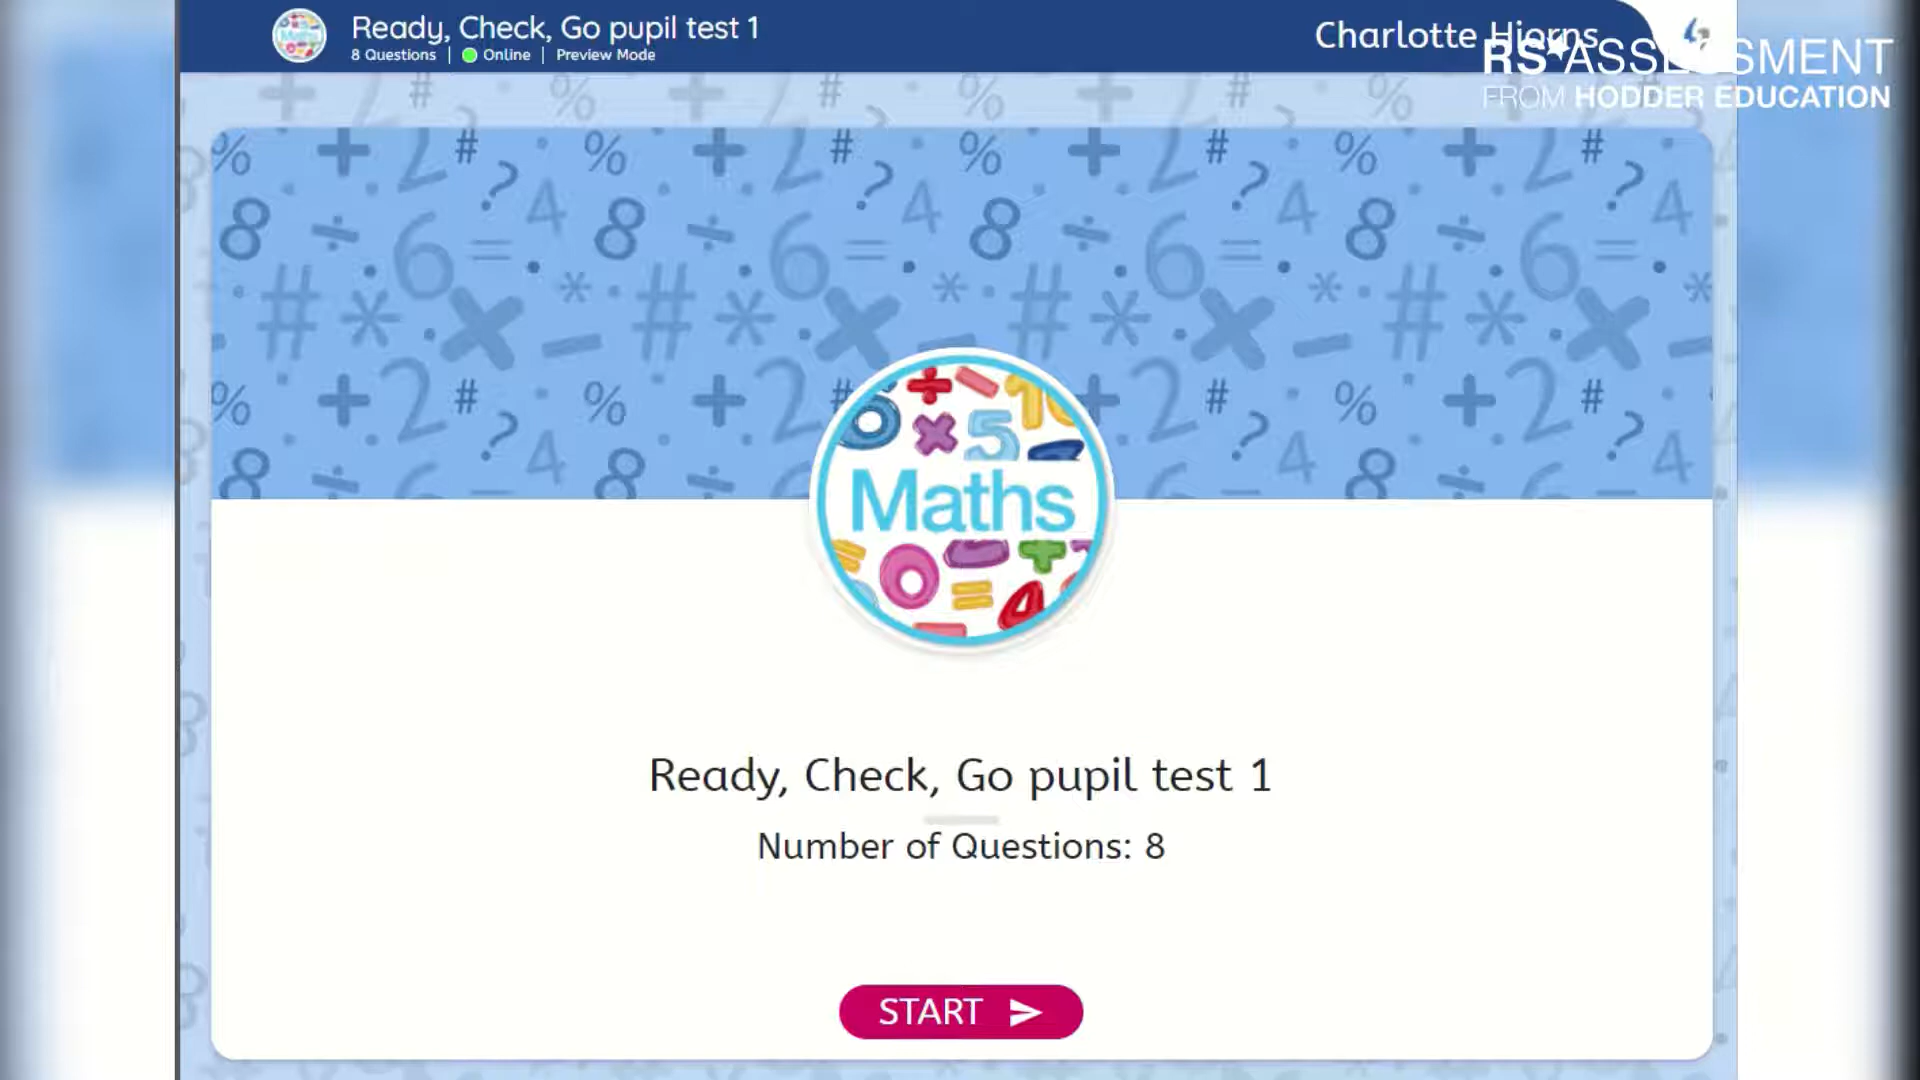 Ready, Check, Go pupil test 1
8 Questions | Online | Preview Mode
Charlotte Hiorns
RS ASSESSMENT
FROM HODDER EDUCATION
Maths
Ready, Check, Go pupil test 1
Number of Questions: 8
START